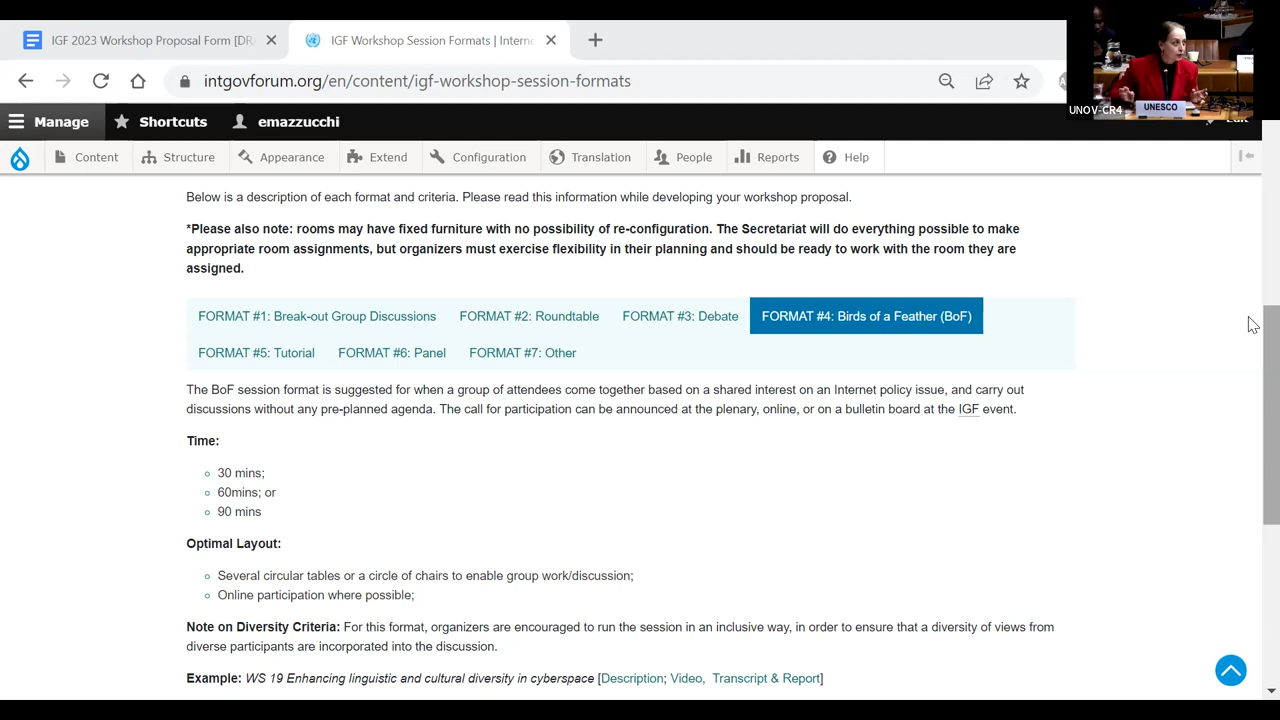 IGF 2023 Workshop Proposal Form [DR
IGF Workshop Session Formats | Intern
intgovforum.org/en/content/igf-workshop-session-formats
UNESCO
UNOV-CR4
Manage
Shortcuts
emazzucchi
Content
Structure
Appearance
Extend
Configuration
Translation
People
Reports
Help
Below is a description of each format and criteria. Please read this information while developing your workshop proposal.
*Please also note: rooms may have fixed furniture with no possibility of re-configuration. The Secretariat will do everything possible to make
appropriate room assignments, but organizers must exercise flexibility in their planning and should be ready to work with the room they are
assigned.
FORMAT #1: Break-out Group Discussions
FORMAT #2: Roundtable
FORMAT #3: Debate
FORMAT #4: Birds of a Feather (BoF)
FORMAT #5: Tutorial
FORMAT #6: Panel
FORMAT #7: Other
The BoF session format is suggested for when a group of attendees come together based on a shared interest on an Internet policy issue, and carry out
discussions without any pre-planned agenda. The call for participation can be announced at the plenary, online, or on a bulletin board at the IGF event.
Time:
30 mins;
60mins; or
90 mins
Optimal Layout:
Several circular tables or a circle of chairs to enable group work/discussion;
Online participation where possible;
Note on Diversity Criteria: For this format, organizers are encouraged to run the session in an inclusive way, in order to ensure that a diversity of views from
diverse participants are incorporated into the discussion.
Example: WS 19 Enhancing linguistic and cultural diversity in cyberspace [Description; Video, Transcript & Report]